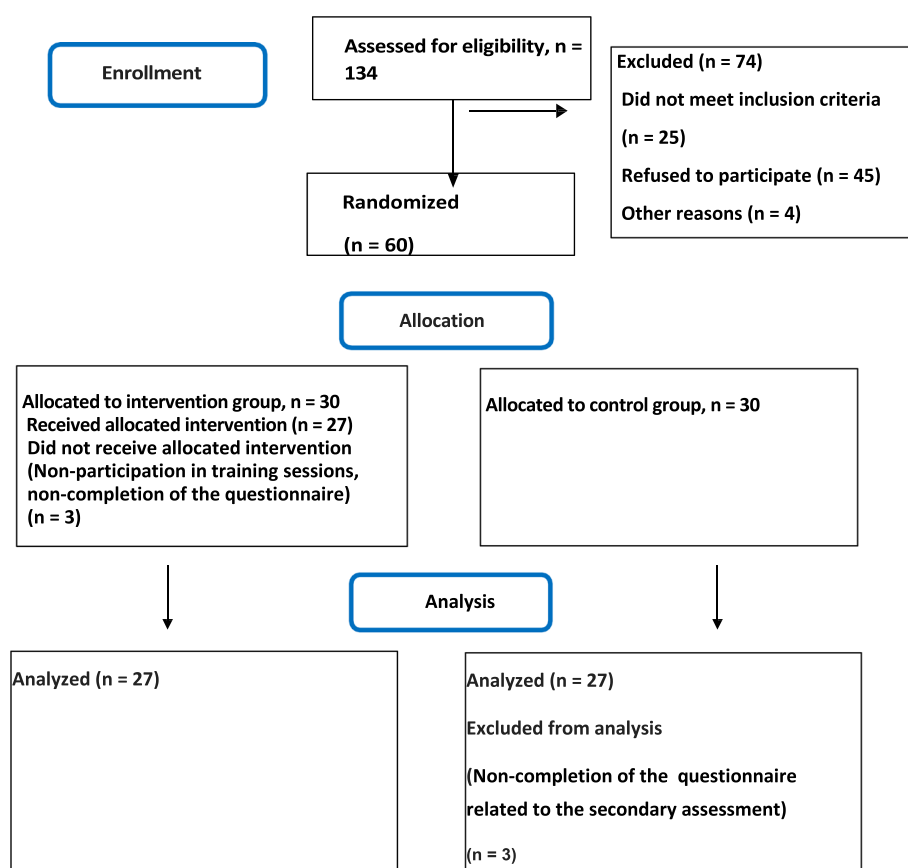 Enrollment
Assessed for eligibility, n =
134
Excluded (n = 74)
Did not meet inclusion criteria
(n = 25)
Refused to participate (n = 45)
Other reasons (n = 4)
Randomized
(n = 60)
Allocation
Allocated to intervention group, n = 30
Received allocated intervention (n = 27)
Did not receive allocated intervention
(Non-participation in training sessions,
non-completion of the questionnaire)
(n = 3)
Allocated to control group, n = 30
Analysis
Analyzed (n = 27)
Analyzed (n = 27)
Excluded from analysis
(Non-completion of the questionnaire
related to the secondary assessment)
(n = 3)